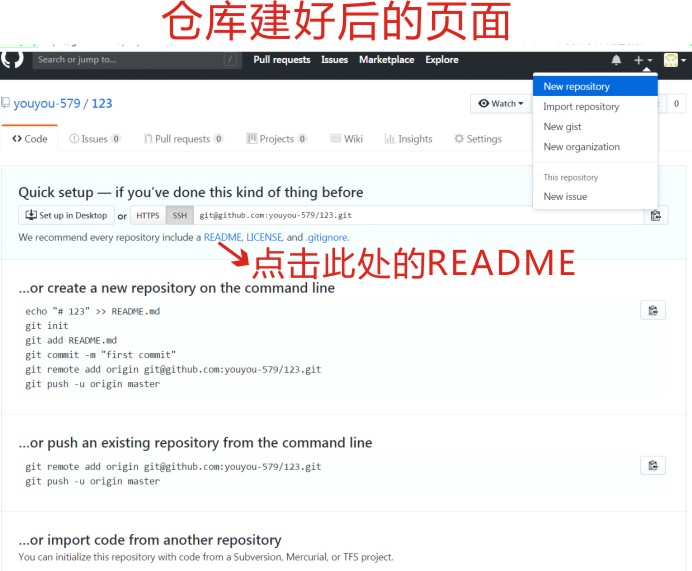 仓库建好后的页面
Search or jump to... /
Pull requests Issues Marketplace Explore
youyou-579 / 123
Watch
0
New repository
Import repository
New gist
New organization
This repository
New issue
Code Issues 0 Pull requests 0 Projects 0 Wiki Insights Settings
Quick setup — if you've done this kind of thing before
Set up in Desktop or HTTPS SSH git@github.com:youyou-579/123.git
We recommend every repository include a README, LICENSE, and .gitignore.
点击此处的README
...or create a new repository on the command line
echo "# 123" >> README.md
git init
git add README.md
git commit -m "first commit"
git remote add origin git@github.com:youyou-579/123.git
git push -u origin master
...or push an existing repository from the command line
git remote add origin git@github.com:youyou-579/123.git
git push -u origin master
...or import code from another repository
You can initialize this repository with code from a Subversion, Mercurial, or TFS project.